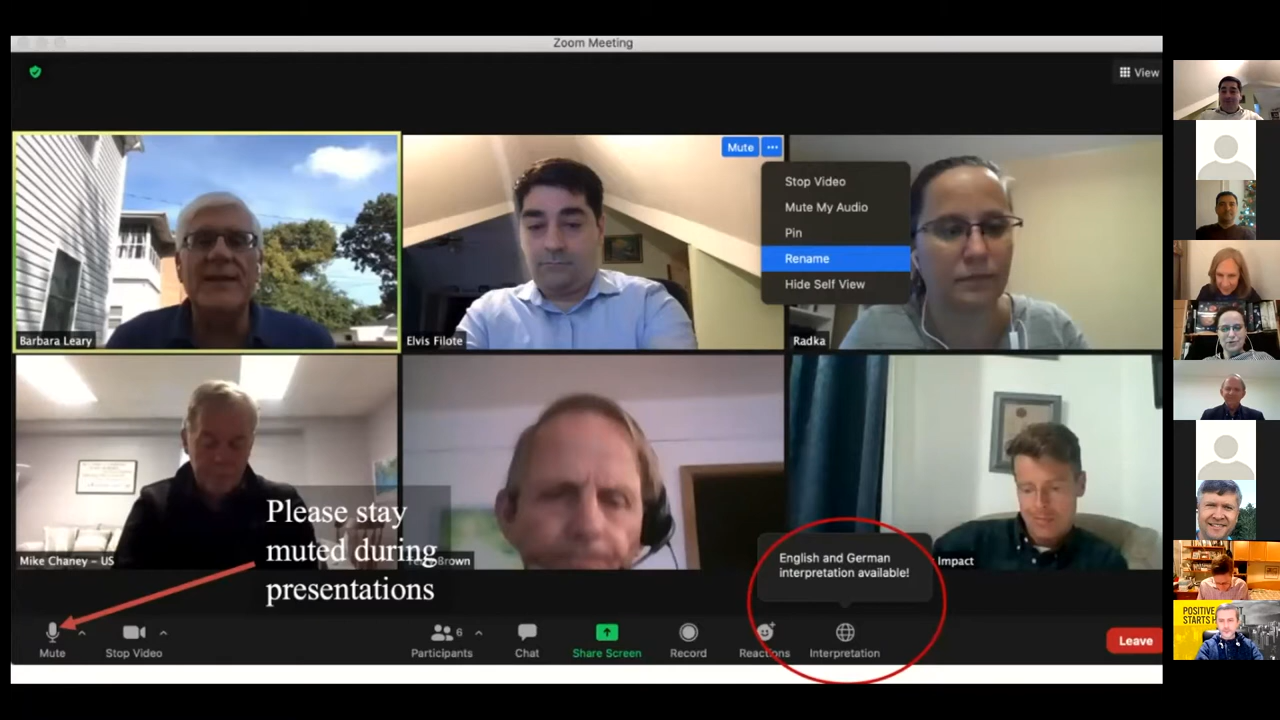 Zoom Meeting
View
Mute
Stop Video
Mute My Audio
Pin
Rename
Hide Self View
Barbara Leary
Elvis Filote
Radka
Please stay
muted during
presentations
Mike Chaney – US
Brown
English and German
interpretation available!
Impact
Mute
Stop Video
6
Participants
Chat
Share Screen
Record
Reactions
Interpretation
Leave
POSITIVE
STARTS H